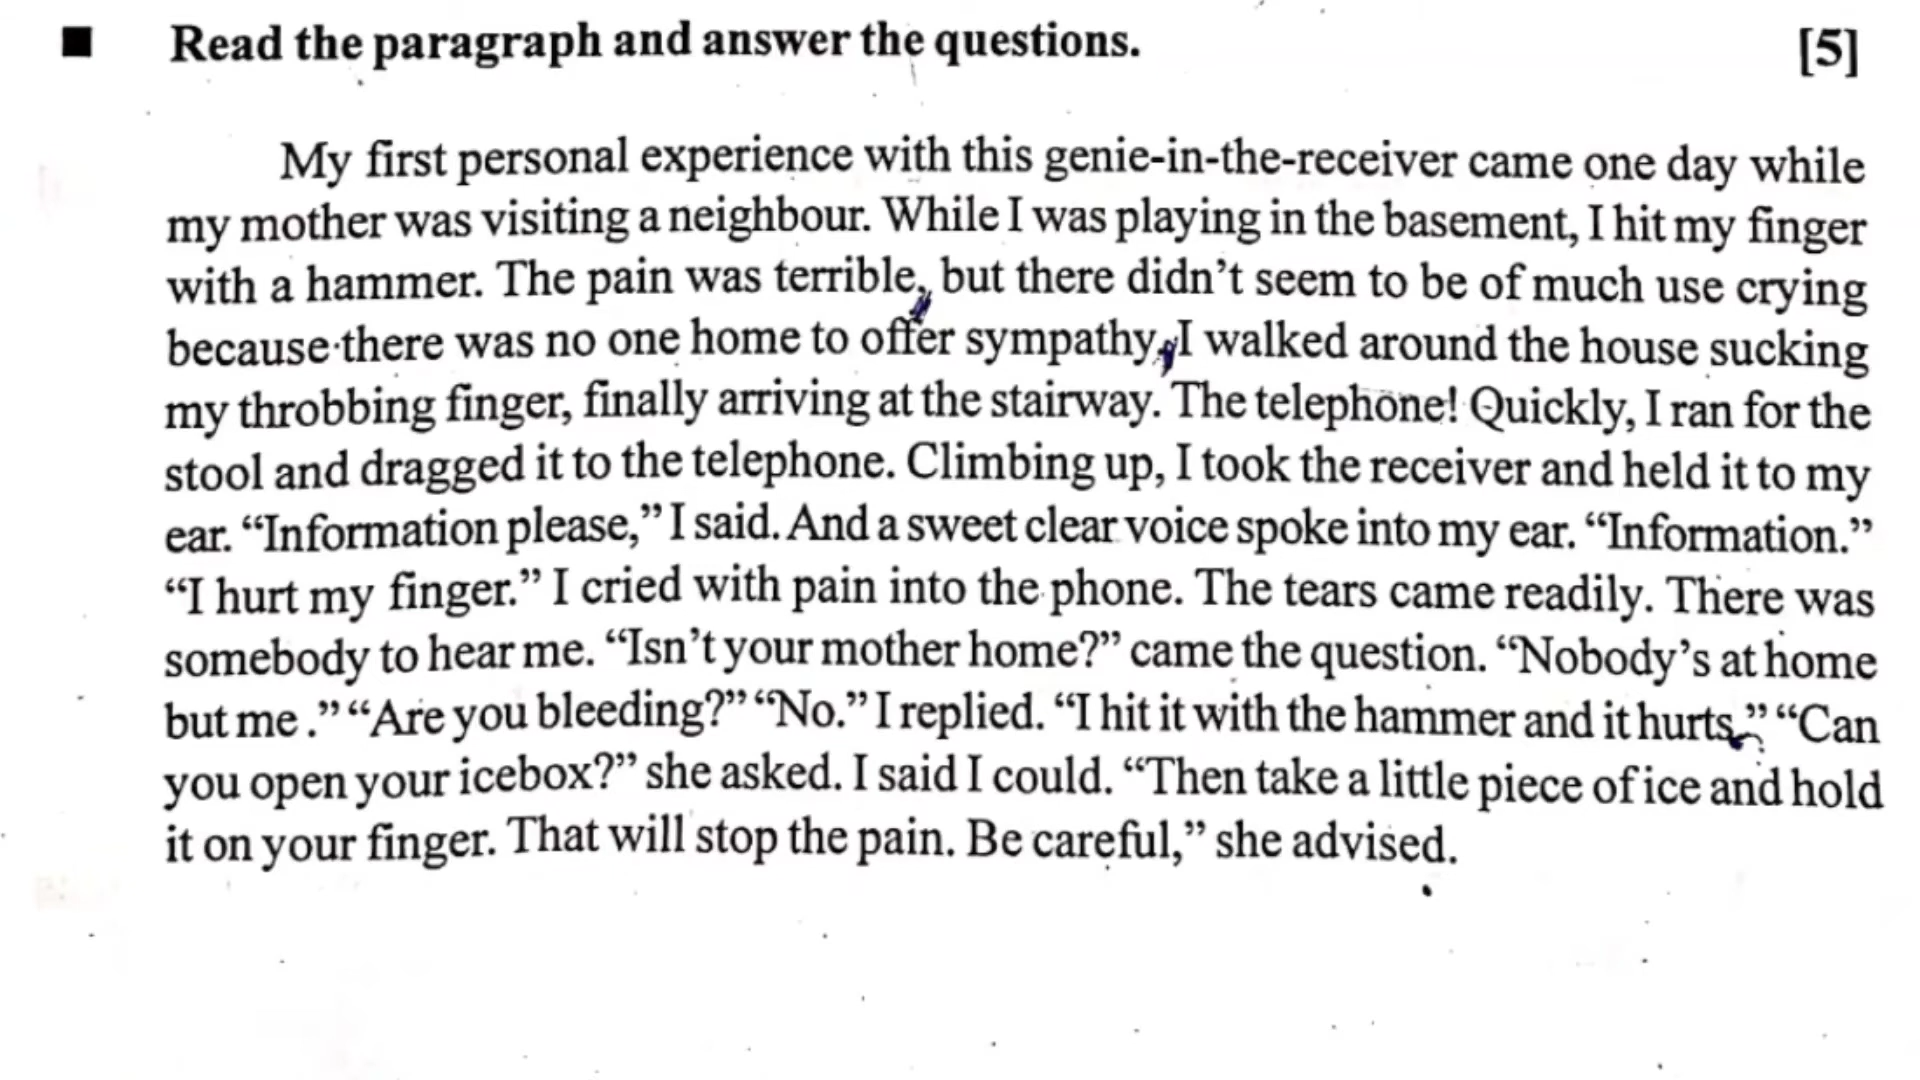 ■ Read the paragraph and answer the questions. [5]
My first personal experience with this genie-in-the-receiver came one day while
my mother was visiting a neighbour. While I was playing in the basement, I hit my finger
with a hammer. The pain was terrible, but there didn't seem to be of much use crying
because there was no one home to offer sympathy, I walked around the house sucking
my throbbing finger, finally arriving at the stairway. The telephone! Quickly, I ran for the
stool and dragged it to the telephone. Climbing up, I took the receiver and held it to my
ear. “Information please,” I said. And a sweet clear voice spoke into my ear. “Information.”
“I hurt my finger.” I cried with pain into the phone. The tears came readily. There was
somebody to hear me. “Isn't your mother home?” came the question. “Nobody's at home
but me .” “Are you bleeding?” “No.” I replied. “I hit it with the hammer and it hurts.” “Can
you open your icebox?” she asked. I said I could. “Then take a little piece of ice and hold
it on your finger. That will stop the pain. Be careful,” she advised.